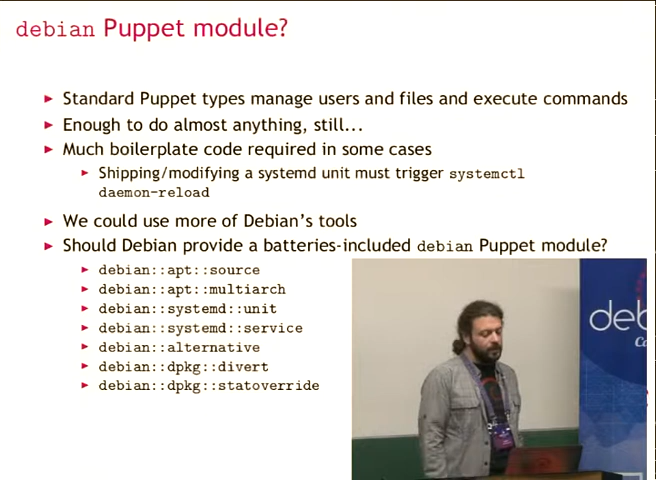 debian Puppet module?
Standard Puppet types manage users and files and execute commands
Enough to do almost anything, still...
Much boilerplate code required in some cases
Shipping/modifying a systemd unit must trigger systemctl
daemon-reload
We could use more of Debian's tools
Should Debian provide a batteries-included debian Puppet module?
debian::apt::source
debian::apt::multiarch
debian::systemd::unit
debian::systemd::service
debian::alternative
debian::dpkg::divert
debian::dpkg::statoverride
deb
Co